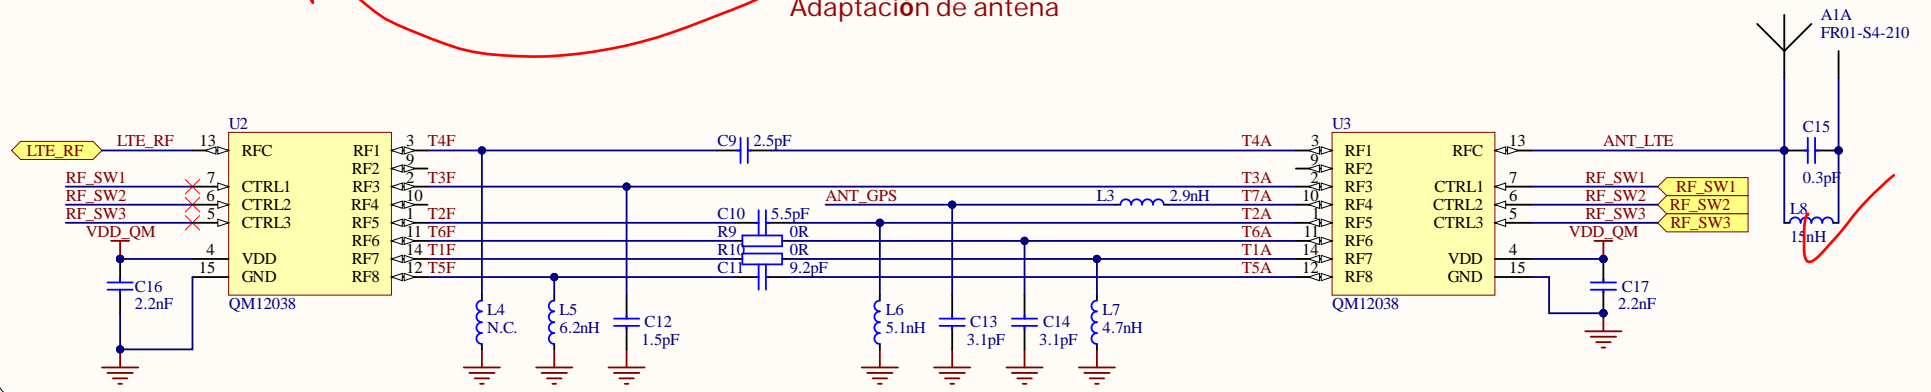 Adaptación de antena
A1A
FR01-S4-210
U2
U3
LTE_RF
LTE_RF
13
RFC
RF1
3
T4F
C9
2.5pF
T4A
3
RF1
RFC
13
ANT_LTE
C15
0.3pF
RF2
9
9
RF2
RF_SW1
7
CTRL1
RF3
2
T3F
T3A
2
RF3
CTRL1
7
RF_SW1
RF_SW1
RF_SW2
6
CTRL2
RF4
10
ANT_GPS
L3
2.9nH
T7A
10
RF4
CTRL2
6
RF_SW2
RF_SW2
RF_SW3
5
CTRL3
RF5
1
T2F
C10
5.5pF
T2A
1
RF5
CTRL3
5
RF_SW3
RF_SW3
L8
15nH
VDD_QM
RF6
11
T6F
R9
0R
T6A
11
RF6
VDD_QM
4
VDD
RF7
14
T1F
R10
0R
T1A
14
RF7
VDD
4
15
GND
RF8
12
T5F
C11
9.2pF
T5A
12
RF8
GND
15
C16
2.2nF
QM12038
QM12038
C17
2.2nF
L4
N.C.
L5
6.2nH
C12
1.5pF
L6
5.1nH
C13
3.1pF
C14
3.1pF
L7
4.7nH